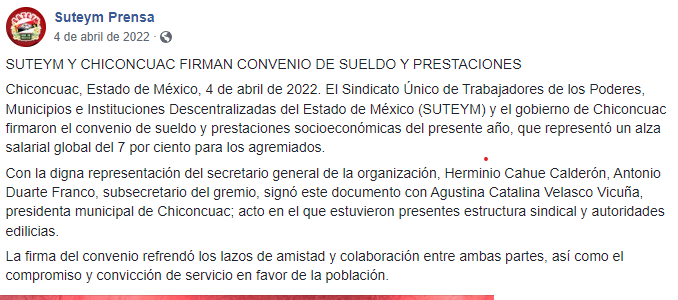 Suteym Prensa
4 de abril de 2022 ·
SUTEYM Y CHICONCUAC FIRMAN CONVENIO DE SUELDO Y PRESTACIONES
Chiconcuac, Estado de México, 4 de abril de 2022. El Sindicato Único de Trabajadores de los Poderes,
Municipios e Instituciones Descentralizadas del Estado de México (SUTEYM) y el gobierno de Chiconcuac
firmaron el convenio de sueldo y prestaciones socioeconómicas del presente año, que representó un alza
salarial global del 7 por ciento para los agremiados.
Con la digna representación del secretario general de la organización, Herminio Cahue Calderón, Antonio
Duarte Franco, subsecretario del gremio, signó este documento con Agustina Catalina Velasco Vicuña,
presidenta municipal de Chiconcuac; acto en el que estuvieron presentes estructura sindical y autoridades
edilicias.
La firma del convenio refrendó los lazos de amistad y colaboración entre ambas partes, así como el
compromiso y convicción de servicio en favor de la población.